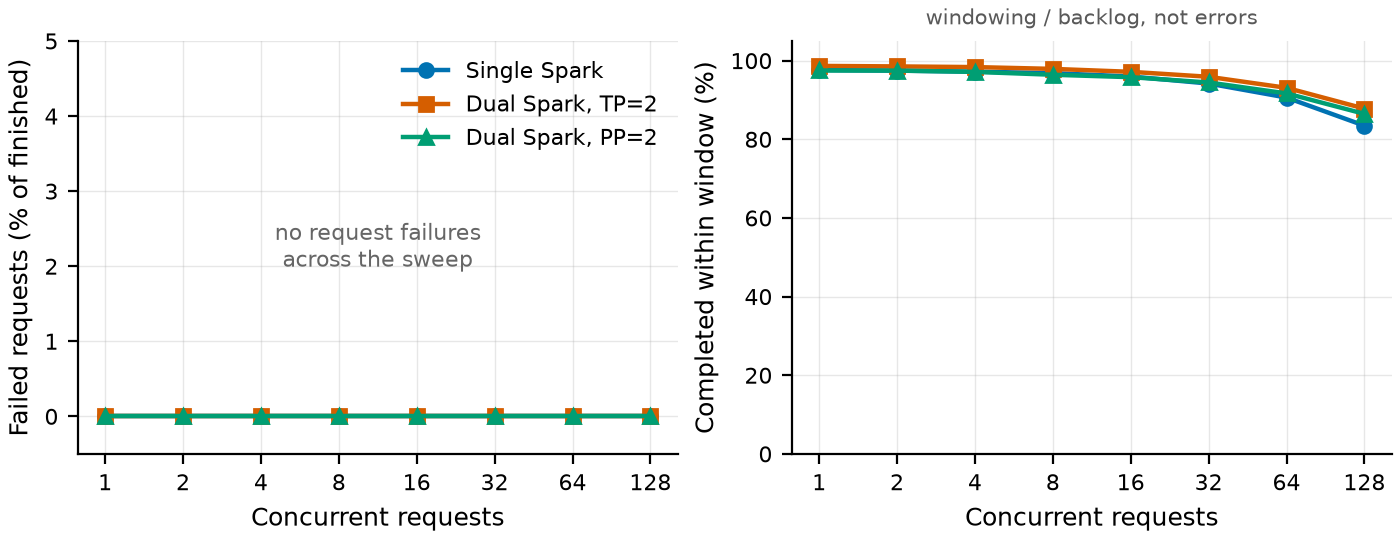 Failed requests (% of finished)
5
4
3
2
1
0
Single Spark
Dual Spark, TP=2
Dual Spark, PP=2
no request failures
across the sweep
1 2 4 8 16 32 64 128
Concurrent requests
windowing / backlog, not errors
Completed within window (%)
100
80
60
40
20
0
1 2 4 8 16 32 64 128
Concurrent requests